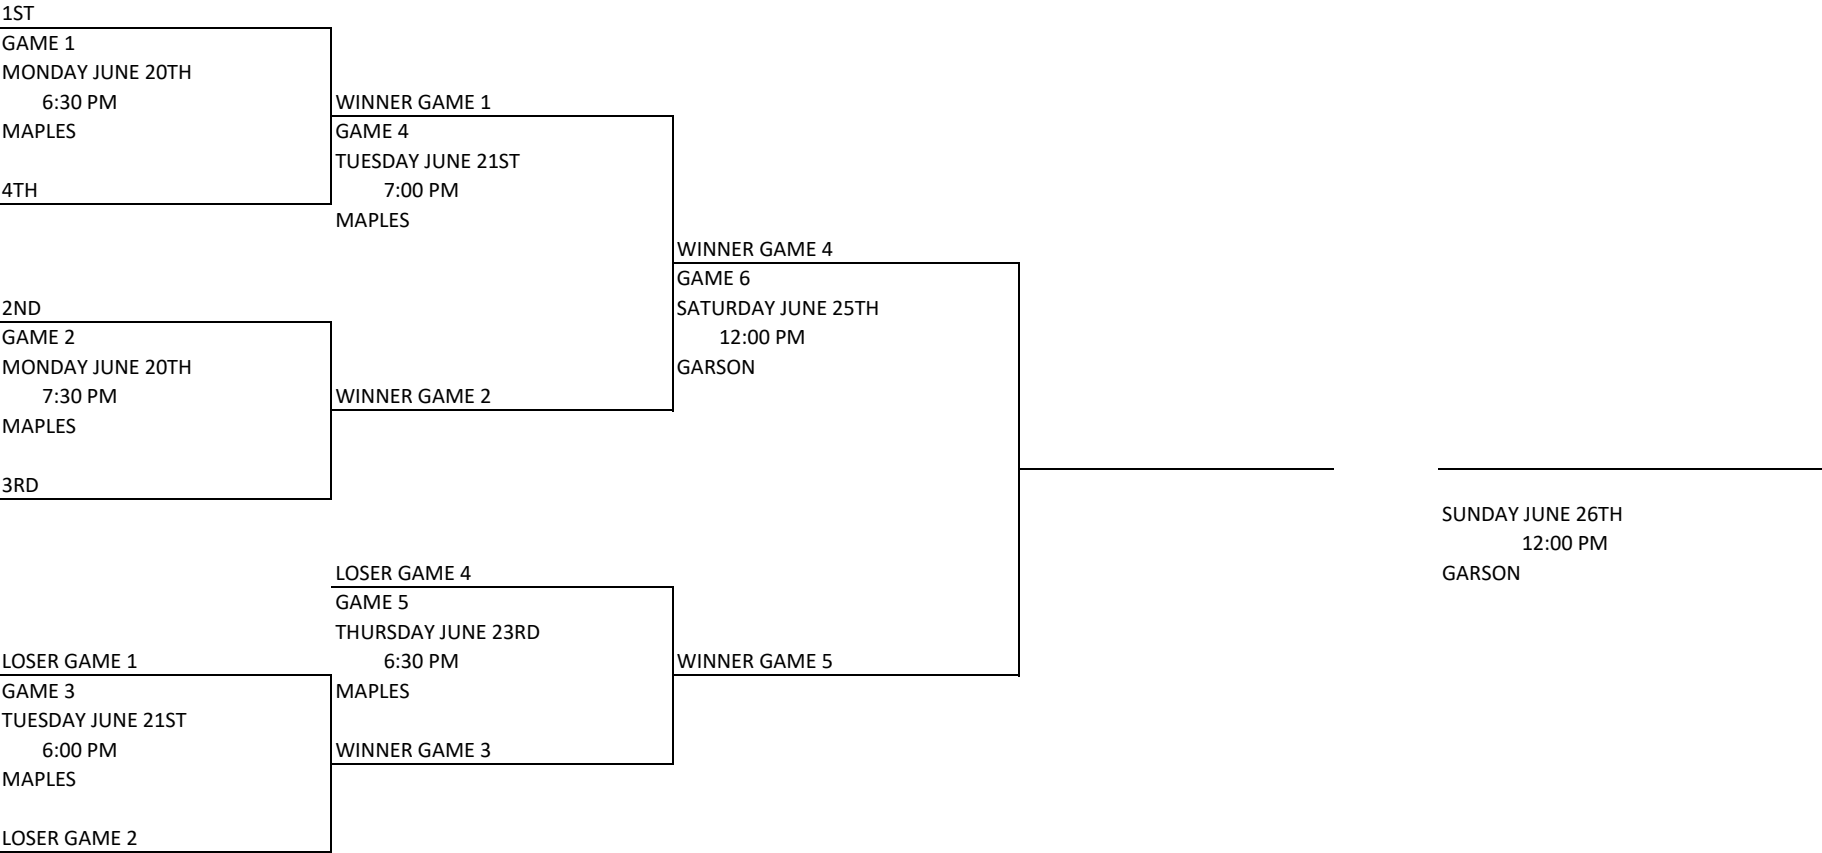 1ST
GAME 1
MONDAY JUNE 20TH
6:30 PM
MAPLES
4TH
2ND
GAME 2
MONDAY JUNE 20TH
7:30 PM
MAPLES
3RD
LOSER GAME 1
GAME 3
TUESDAY JUNE 21ST
6:00 PM
MAPLES
LOSER GAME 2
WINNER GAME 1
GAME 4
TUESDAY JUNE 21ST
7:00 PM
MAPLES
WINNER GAME 2
LOSER GAME 4
GAME 5
THURSDAY JUNE 23RD
6:30 PM
MAPLES
WINNER GAME 3
WINNER GAME 4
GAME 6
SATURDAY JUNE 25TH
12:00 PM
GARSON
WINNER GAME 5
SUNDAY JUNE 26TH
12:00 PM
GARSON